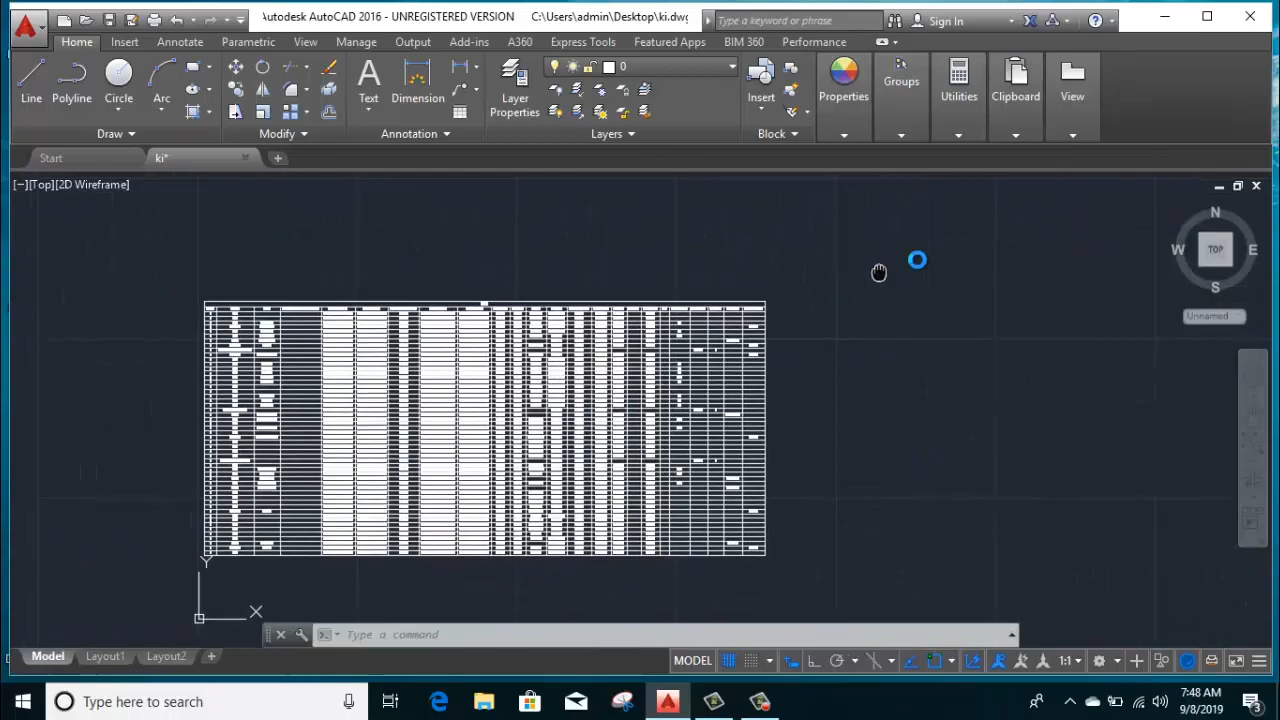 Autodesk AutoCAD 2016 - UNREGISTERED VERSION C:\Users\admin\Desktop\ki.dwg Type a keyword or phrase Sign In
Home Insert Annotate Parametric View Manage Output Add-ins A360 Express Tools Featured Apps BIM 360 Performance
0
Line Polyline Circle Arc Text Dimension Layer Properties Insert Properties Groups Utilities Clipboard View
Draw Modify Annotation Layers Block
Start ki*
[−][Top][2D Wireframe]
N
W TOP E
S
Unnamed
Y
X
Type a command
Model Layout1 Layout2 MODEL 1:1
Type here to search
7:48 AM
9/8/2019
3